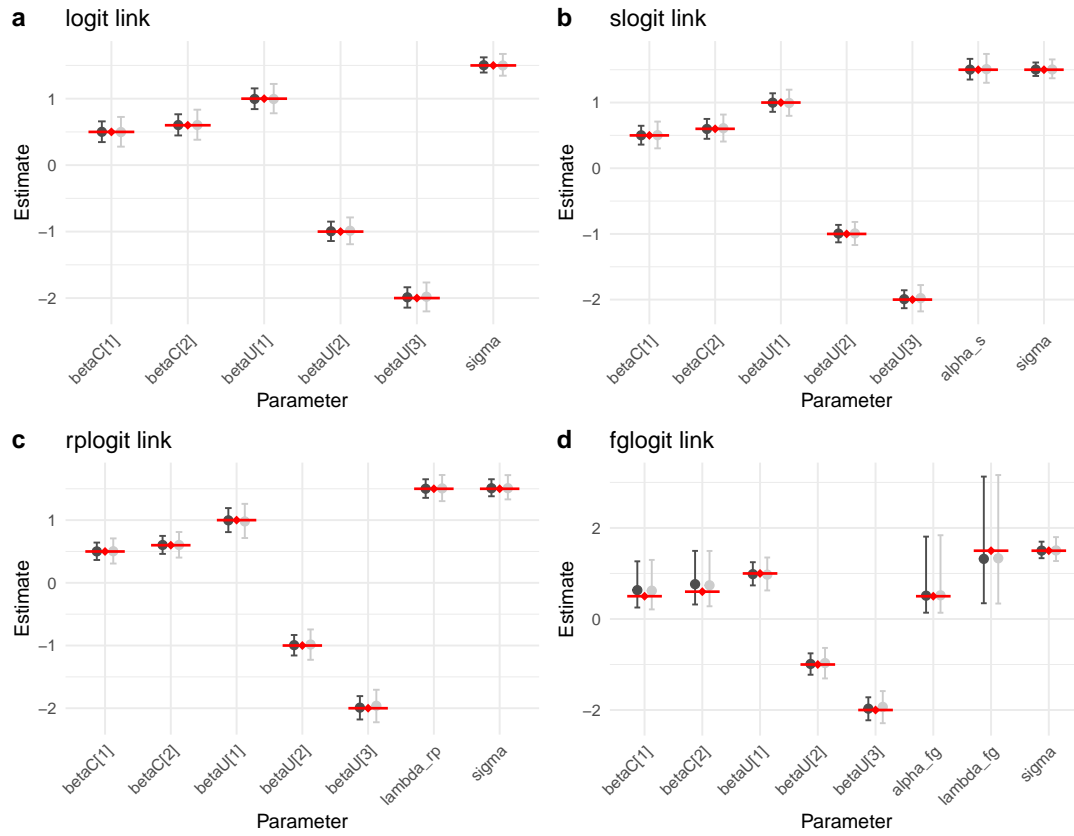 a logit link
Estimate
1
0
−1
−2
betaC[1] betaC[2] betaU[1] betaU[2] betaU[3] sigma
Parameter
b slogit link
Estimate
1
0
−1
−2
betaC[1] betaC[2] betaU[1] betaU[2] betaU[3] alpha_s sigma
Parameter
c rplogit link
Estimate
1
0
−1
−2
betaC[1] betaC[2] betaU[1] betaU[2] betaU[3] lambda_rp sigma
Parameter
d fglogit link
Estimate
2
0
−2
betaC[1] betaC[2] betaU[1] betaU[2] betaU[3] alpha_fg lambda_fg sigma
Parameter